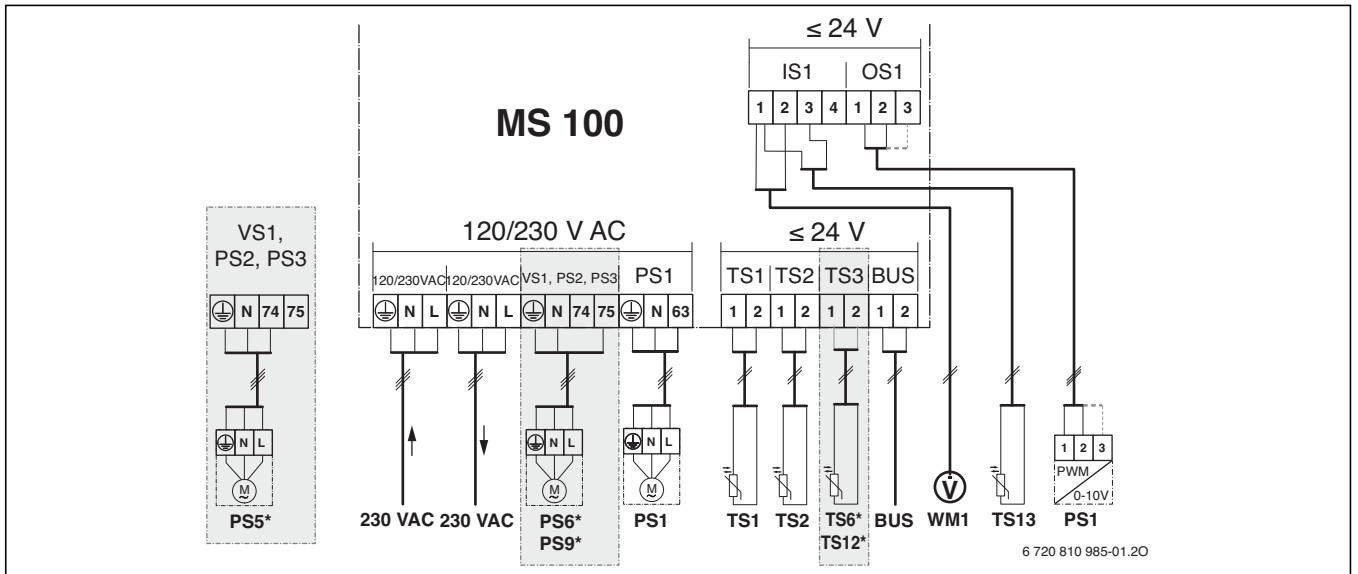 ≤ 24 V
IS1 OS1
1 2 3 4 1 2 3
MS 100
VS1,
PS2, PS3
120/230 V AC ≤ 24 V
120/230VAC 120/230VAC VS1, PS2, PS3 PS1 TS1 TS2 TS3 BUS
N 74 75 N L N L N 74 75 N 63 1 2 1 2 1 2 1 2
N L N L N L 1 2 3
M M M PWM
~ ~ ~ V̇ 0-10V
PS5* 230 VAC 230 VAC PS6* PS1 TS1 TS2 TS6* BUS WM1 TS13 PS1
PS9* TS12*
6 720 810 985-01.2O